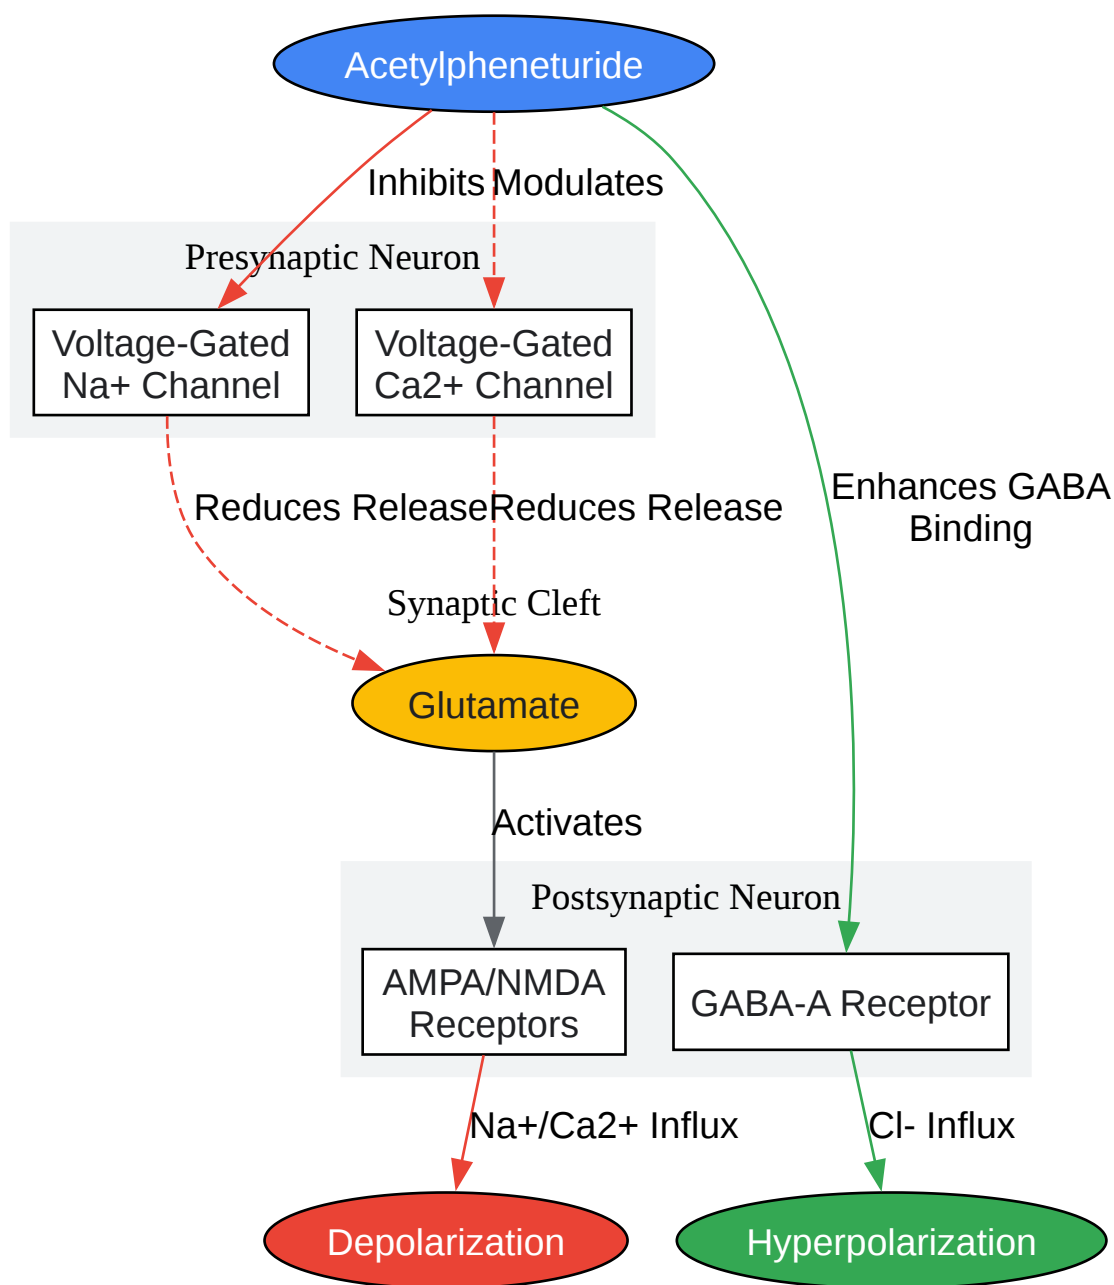 Acetylpheneturide
Inhibits
Modulates
Presynaptic Neuron
Voltage-Gated
Na+ Channel
Voltage-Gated
Ca2+ Channel
Reduces Release
Reduces Release
Enhances GABA
Binding
Synaptic Cleft
Glutamate
Activates
Postsynaptic Neuron
AMPA/NMDA
Receptors
GABA-A Receptor
Na+/Ca2+ Influx
Cl- Influx
Depolarization
Hyperpolarization